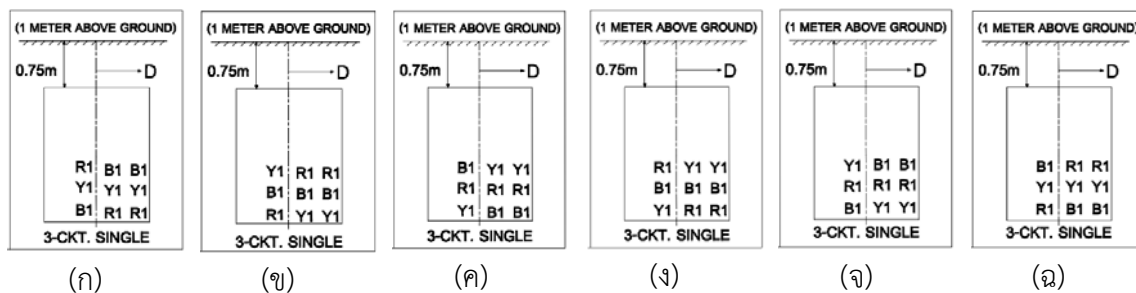 (1 METER ABOVE GROUND)
0.75m
D
R1 B1 B1
Y1 Y1 Y1
B1 R1 R1
3-CKT. SINGLE
(ก)
(1 METER ABOVE GROUND)
0.75m
D
Y1 R1 R1
B1 B1 B1
R1 Y1 Y1
3-CKT. SINGLE
(ข)
(1 METER ABOVE GROUND)
0.75m
D
B1 Y1 Y1
R1 R1 R1
Y1 B1 B1
3-CKT. SINGLE
(ค)
(1 METER ABOVE GROUND)
0.75m
D
R1 Y1 Y1
B1 B1 B1
Y1 R1 R1
3-CKT. SINGLE
(ง)
(1 METER ABOVE GROUND)
0.75m
D
Y1 B1 B1
R1 R1 R1
B1 Y1 Y1
3-CKT. SINGLE
(จ)
(1 METER ABOVE GROUND)
0.75m
D
B1 R1 R1
Y1 Y1 Y1
R1 B1 B1
3-CKT. SINGLE
(ฉ)